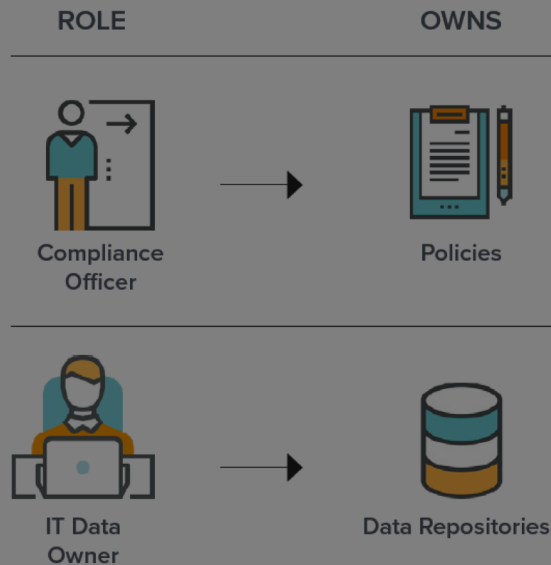 ROLE
OWNS
Compliance
Officer
Policies
IT Data
Owner
Data Repositories